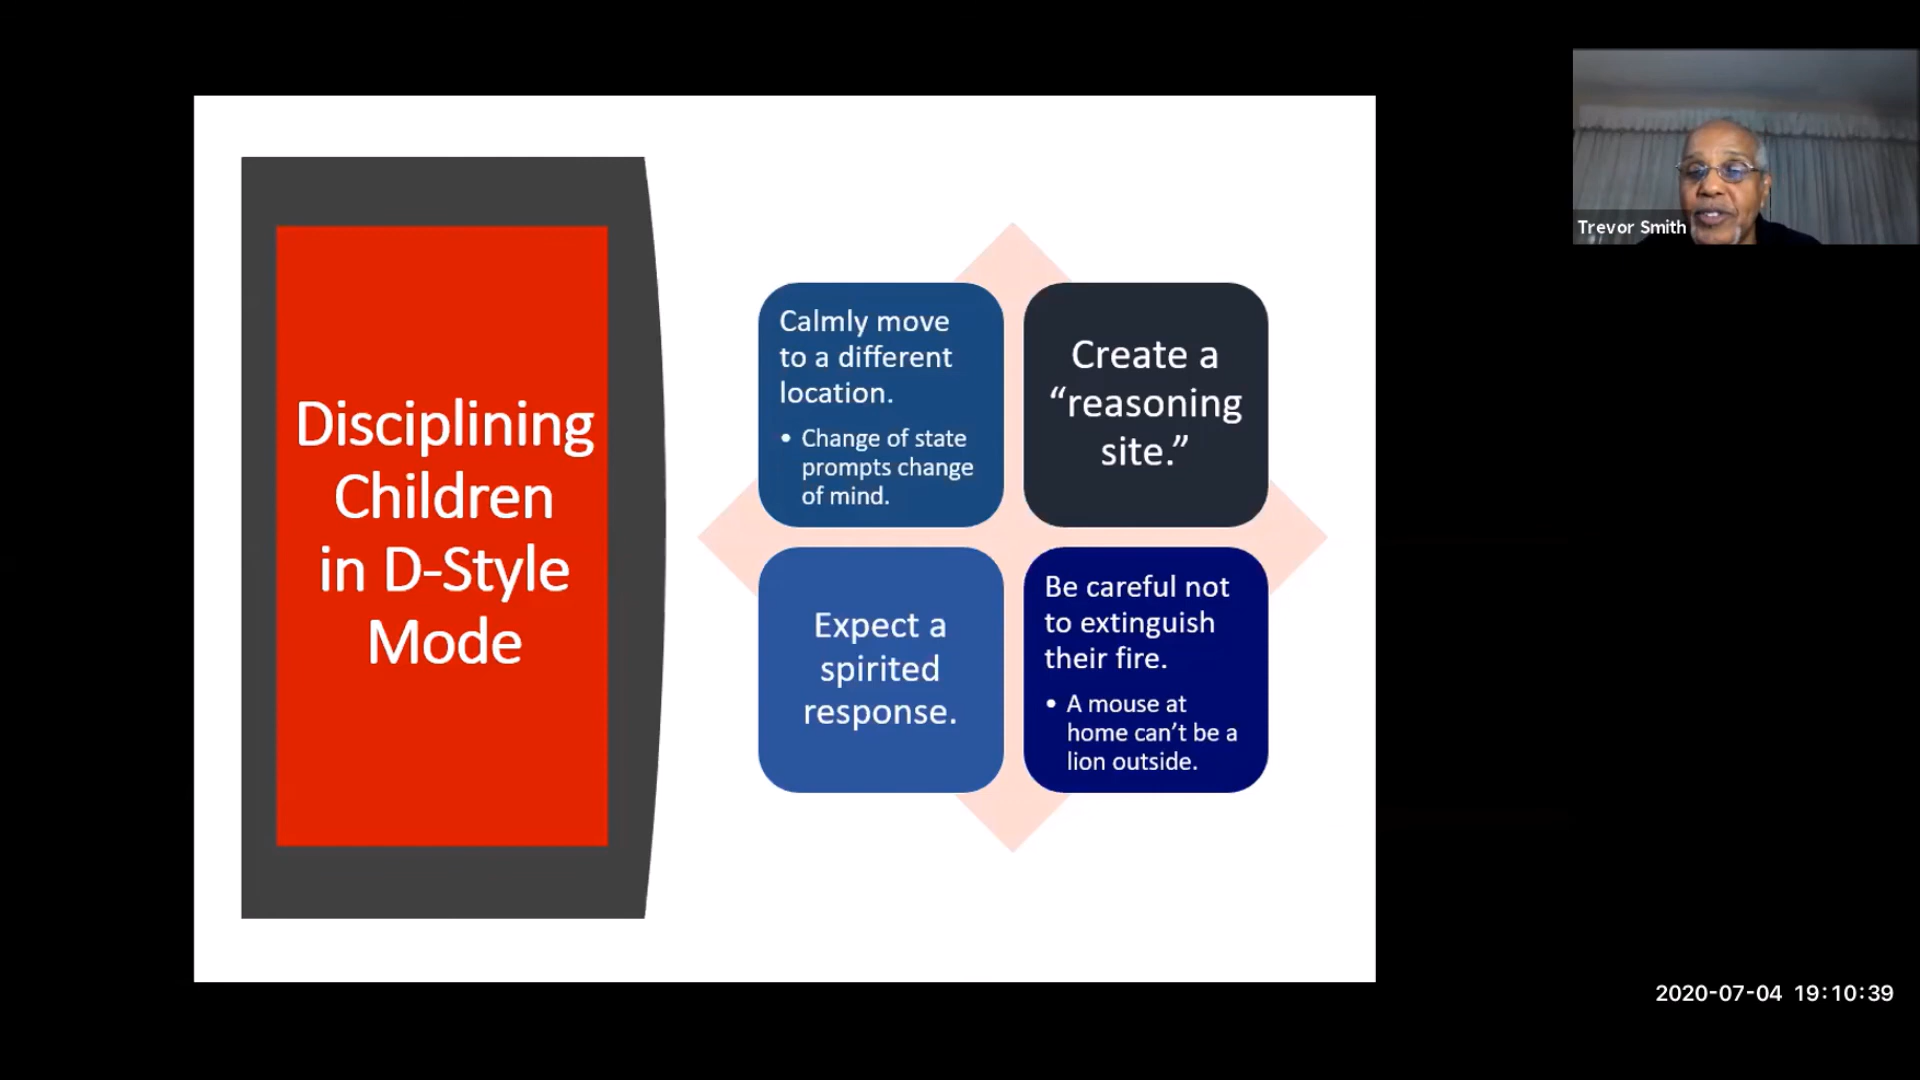 Disciplining
Children
in D-Style
Mode
Calmly move
to a different
location.
• Change of state
prompts change
of mind.
Create a
“reasoning
site.”
Expect a
spirited
response.
Be careful not
to extinguish
their fire.
• A mouse at
home can’t be a
lion outside.
Trevor Smith
2020-07-04 19:10:39